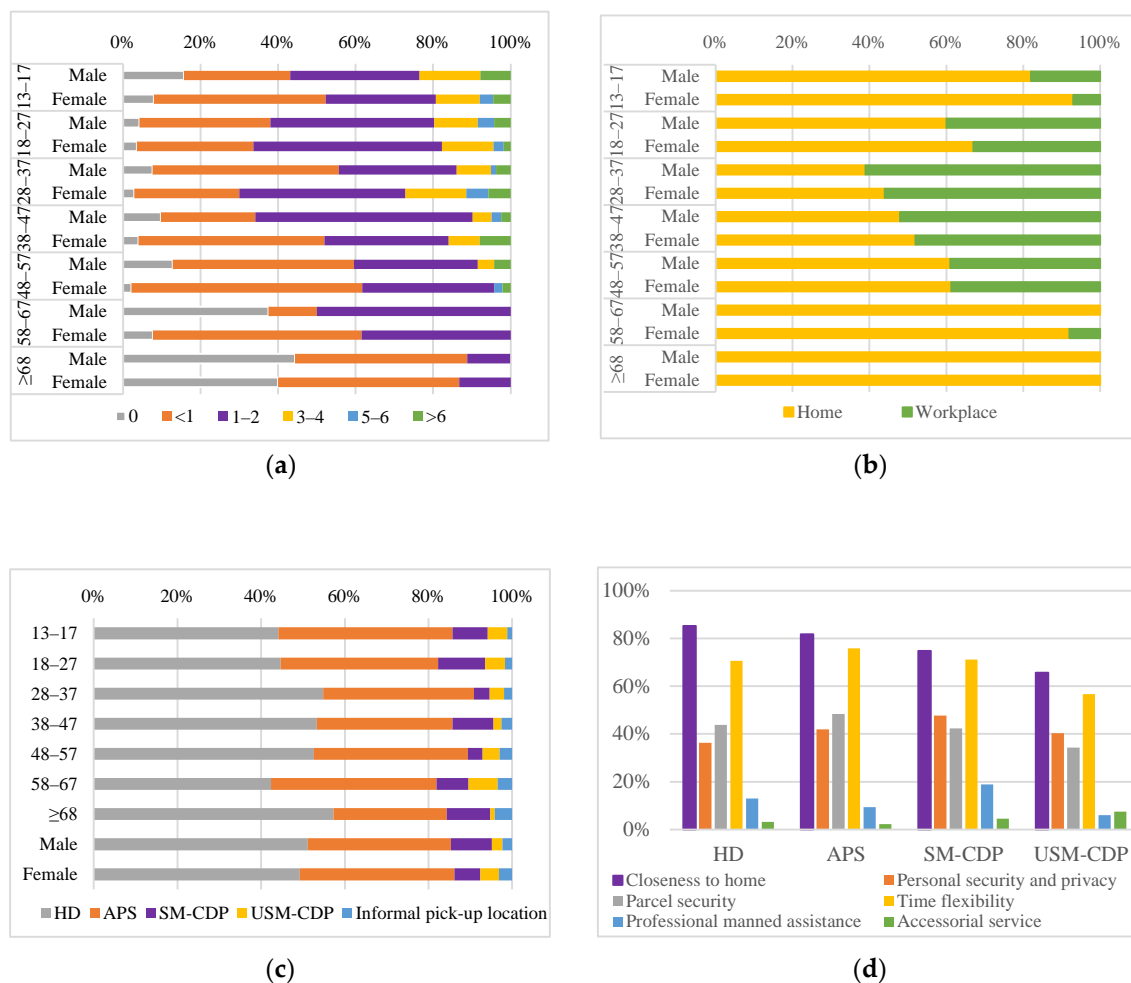 0% 20% 40% 60% 80% 100%
13–17
Male
Female
18–27
Male
Female
28–37
Male
Female
38–47
Male
Female
48–57
Male
Female
58–67
Male
Female
≥68
Male
Female
0 <1 1–2 3–4 5–6 >6
(a)
0% 20% 40% 60% 80% 100%
13–17
Male
Female
18–27
Male
Female
28–37
Male
Female
38–47
Male
Female
48–57
Male
Female
58–67
Male
Female
≥68
Male
Female
Home Workplace
(b)
0% 20% 40% 60% 80% 100%
13–17
18–27
28–37
38–47
48–57
58–67
≥68
Male
Female
HD APS SM-CDP USM-CDP Informal pick-up location
(c)
100%
80%
60%
40%
20%
0%
HD APS SM-CDP USM-CDP
Closeness to home Personal security and privacy
Parcel security Time flexibility
Professional manned assistance Accessorial service
(d)